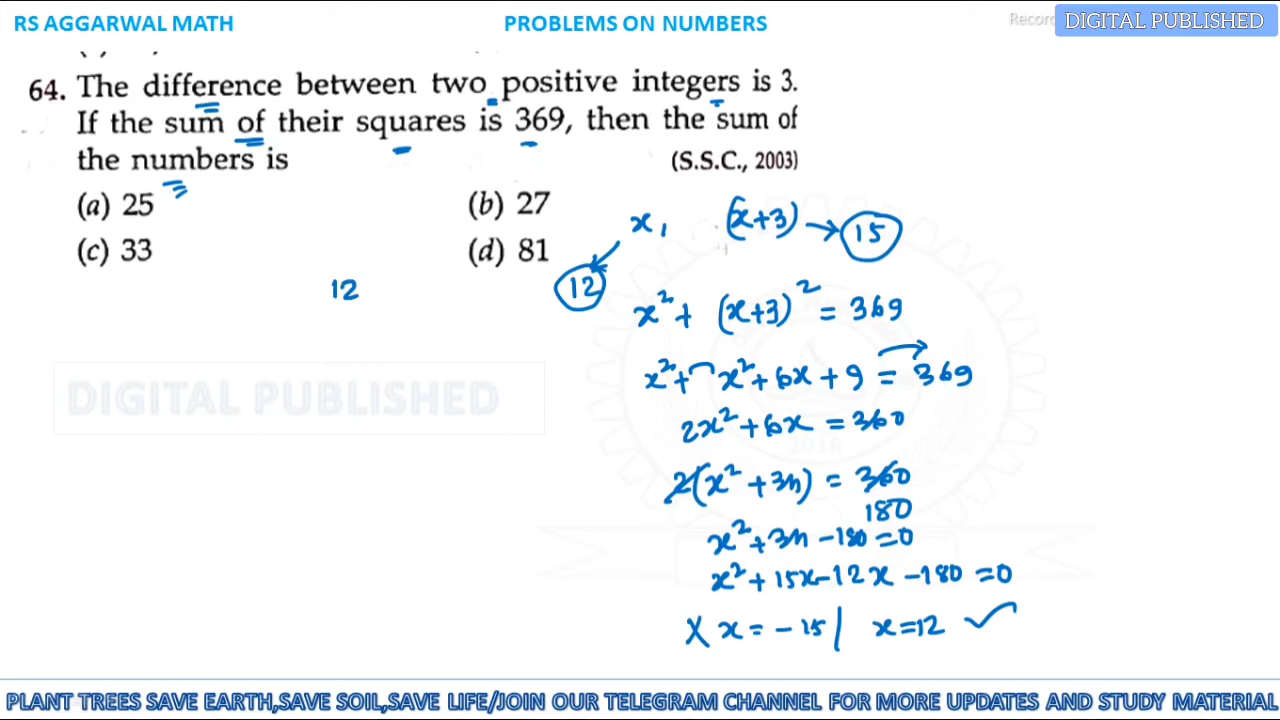 RS AGGARWAL MATH
PROBLEMS ON NUMBERS
Recor
DIGITAL PUBLISHED
64. The difference between two positive integers is 3.
If the sum of their squares is 369, then the sum of
the numbers is
(S.S.C., 2003)
(a) 25
(b) 27
(c) 33
(d) 81
x, (x+3) → 15
12
12
x² + (x+3)² = 369
x² + x² + 6x + 9 = 369
2x² + 6x = 360
2(x² + 3x) = 360
180
x² + 3x - 180 = 0
x² + 15x - 12x - 180 = 0
X x = - 15 | x = 12 ✓
DIGITAL PUBLISHED
2016
PLANT TREES SAVE EARTH,SAVE SOIL,SAVE LIFE/JOIN OUR TELEGRAM CHANNEL FOR MORE UPDATES AND STUDY MATERIAL